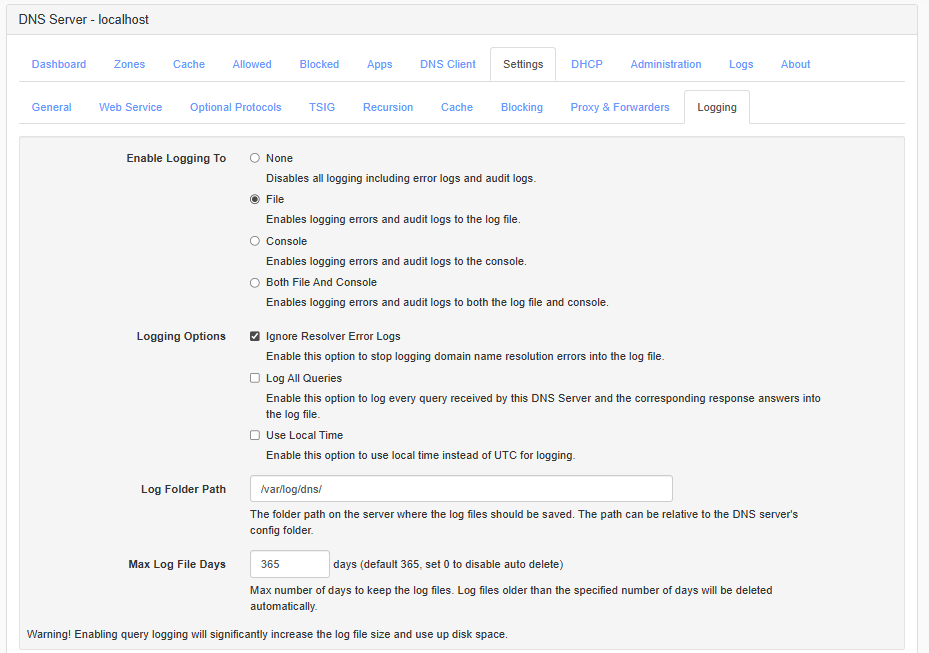 DNS Server - localhost
Dashboard Zones Cache Allowed Blocked Apps DNS Client Settings DHCP Administration Logs About
General Web Service Optional Protocols TSIG Recursion Cache Blocking Proxy & Forwarders Logging
Enable Logging To
None
Disables all logging including error logs and audit logs.
File
Enables logging errors and audit logs to the log file.
Console
Enables logging errors and audit logs to the console.
Both File And Console
Enables logging errors and audit logs to both the log file and console.
Logging Options
Ignore Resolver Error Logs
Enable this option to stop logging domain name resolution errors into the log file.
Log All Queries
Enable this option to log every query received by this DNS Server and the corresponding response answers into
the log file.
Use Local Time
Enable this option to use local time instead of UTC for logging.
Log Folder Path
/var/log/dns/
The folder path on the server where the log files should be saved. The path can be relative to the DNS server's
config folder.
Max Log File Days
365 days (default 365, set 0 to disable auto delete)
Max number of days to keep the log files. Log files older than the specified number of days will be deleted
automatically.
Warning! Enabling query logging will significantly increase the log file size and use up disk space.